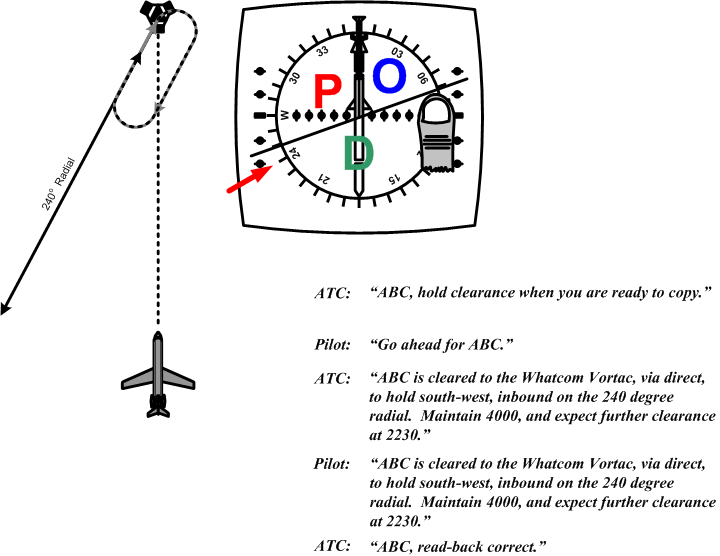 240° Radial
33
03
30
06
P
O
W
D
24
21
15
ATC: “ABC, hold clearance when you are ready to copy.”
Pilot: “Go ahead for ABC.”
ATC: “ABC is cleared to the Whatcom Vortac, via direct,
to hold south-west, inbound on the 240 degree
radial. Maintain 4000, and expect further clearance
at 2230.”
Pilot: “ABC is cleared to the Whatcom Vortac, via direct,
to hold south-west, inbound on the 240 degree
radial. Maintain 4000, and expect further clearance
at 2230.”
ATC: “ABC, read-back correct.”